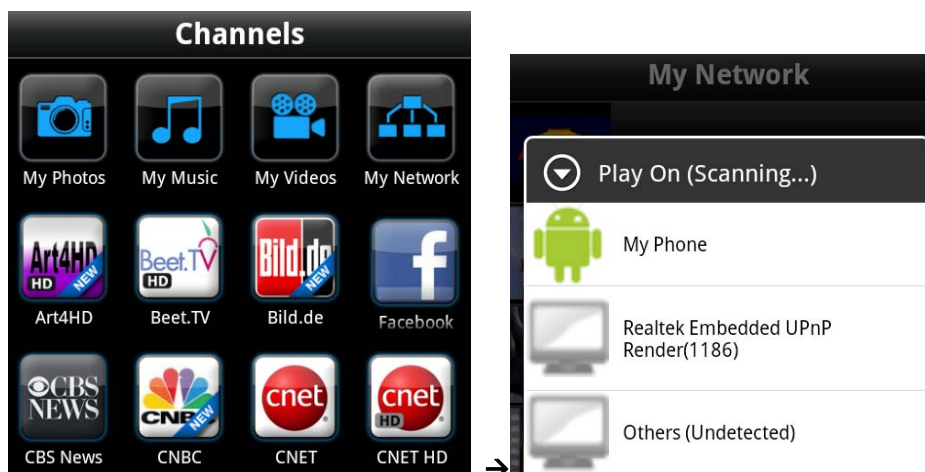 Channels
My Photos My Music My Videos My Network
Art4HD HD NEW Beet.TV HD Bild.de NEW f
Art4HD Beet.TV Bild.de Facebook
CBS NEWS CNBC NEW cnet cnet HD
CBS News CNBC CNET CNET HD
→
My Network
Play On (Scanning...)
My Phone
Realtek Embedded UPnP
Render(1186)
Others (Undetected)